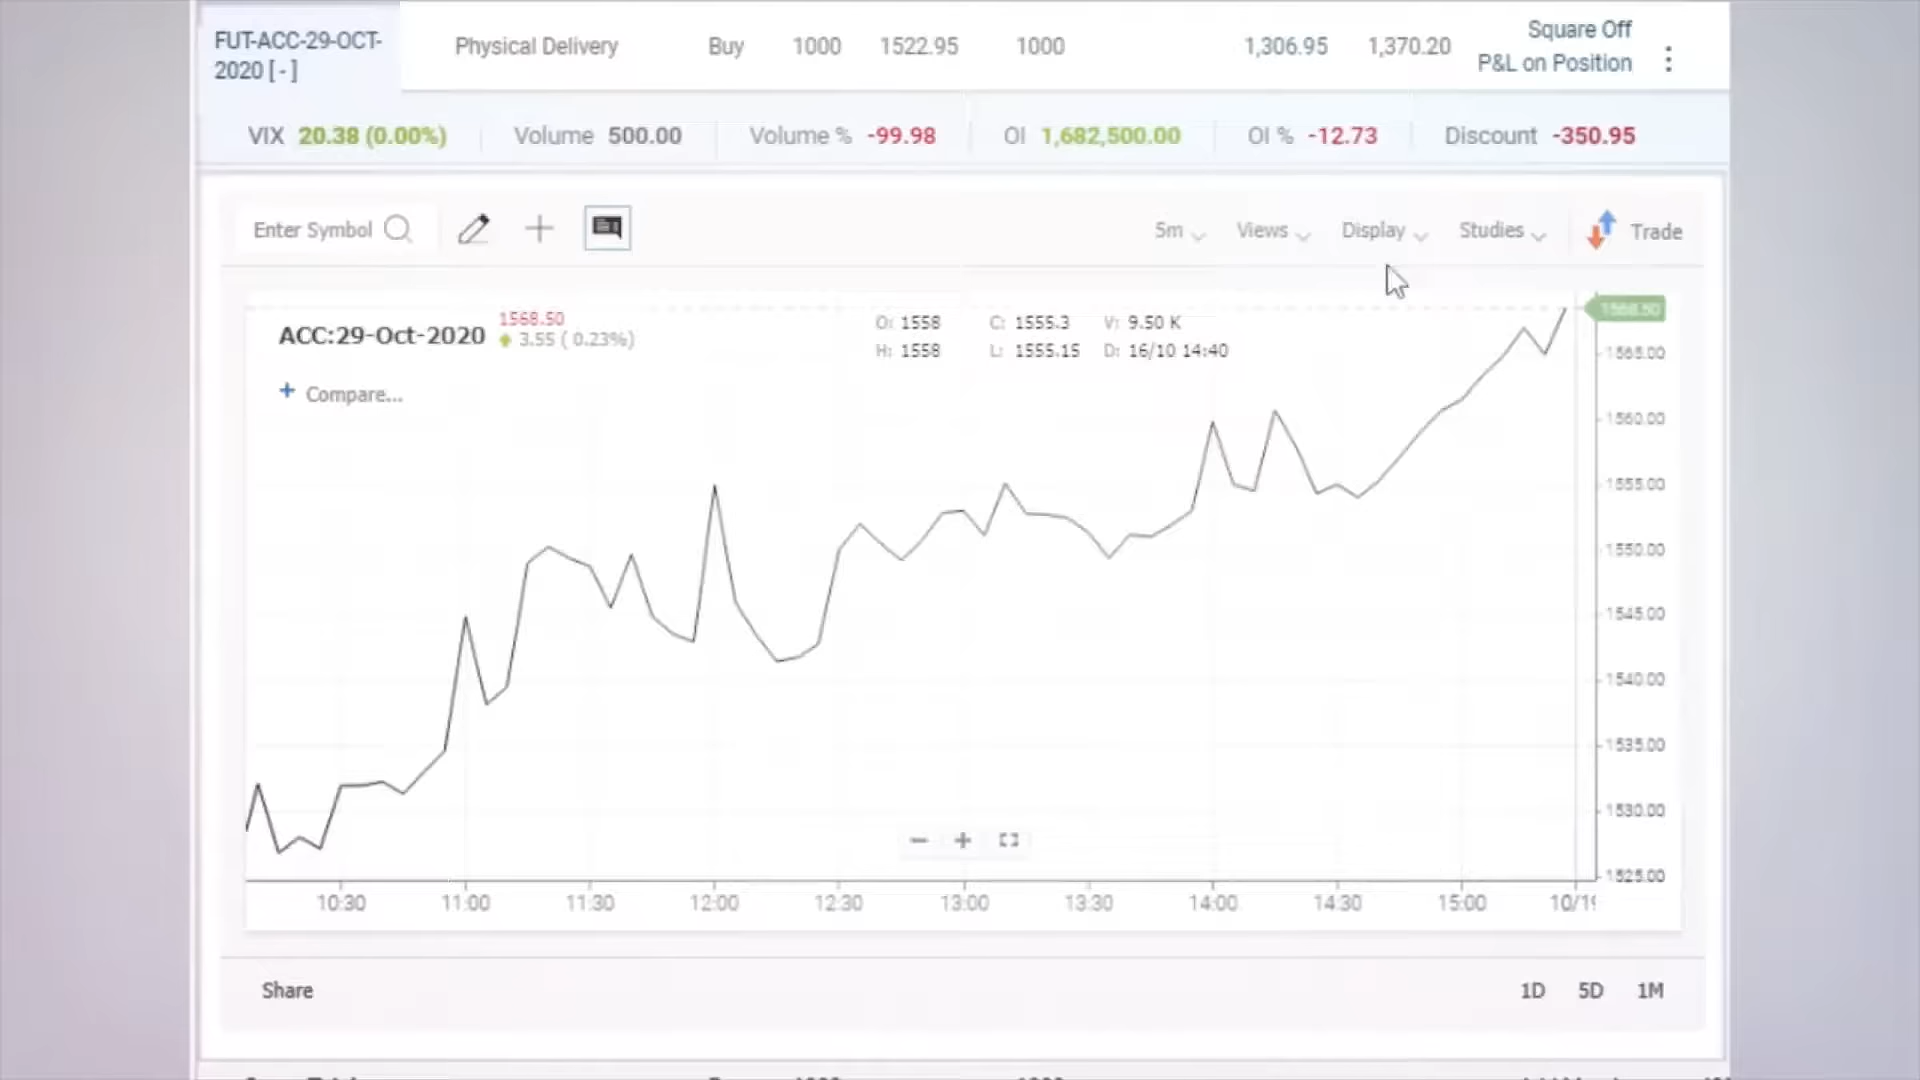 FUT-ACC-29-OCT-
2020 [ - ]
Physical Delivery Buy 1000 1522.95 1000 1,306.95 1,370.20
Square Off
P&L on Position
VIX 20.38 (0.00%) Volume 500.00 Volume % -99.98 OI 1,682,500.00 OI % -12.73 Discount -350.95
Enter Symbol 5m Views Display Studies Trade
ACC:29-Oct-2020 1568.50
3.55 ( 0.23%)
O: 1558 C: 1555.3 V: 9.50 K
H: 1558 L: 1555.15 D: 16/10 14:40
+ Compare...
1568.50
1565.00
1560.00
1555.00
1550.00
1545.00
1540.00
1535.00
1530.00
1525.00
10:30 11:00 11:30 12:00 12:30 13:00 13:30 14:00 14:30 15:00
Share 1D 5D 1M